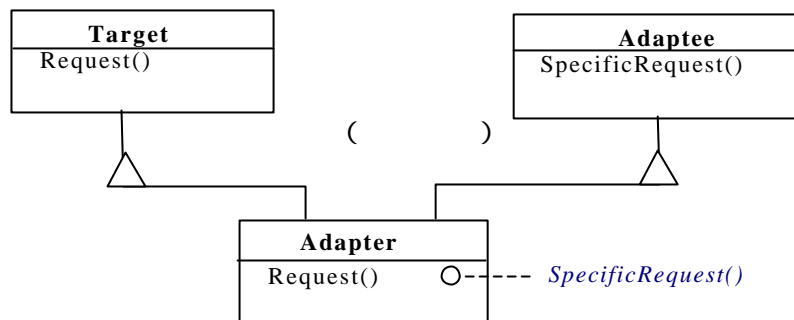 Target
Request()
Adaptee
SpecificRequest()
( )
Adapter
Request()
SpecificRequest()